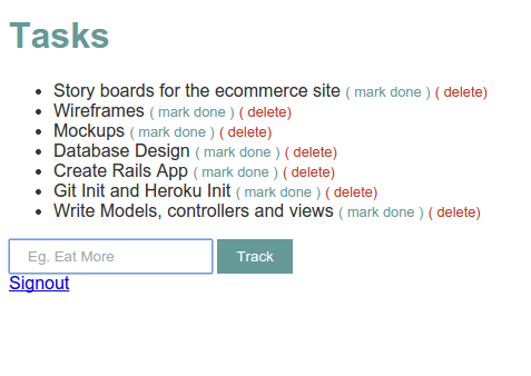 Tasks
Story boards for the ecommerce site ( mark done ) ( delete)
Wireframes ( mark done ) ( delete)
Mockups ( mark done ) ( delete)
Database Design ( mark done ) ( delete)
Create Rails App ( mark done ) ( delete)
Git Init and Heroku Init ( mark done ) ( delete)
Write Models, controllers and views ( mark done ) ( delete)
Eg. Eat More Track
Signout